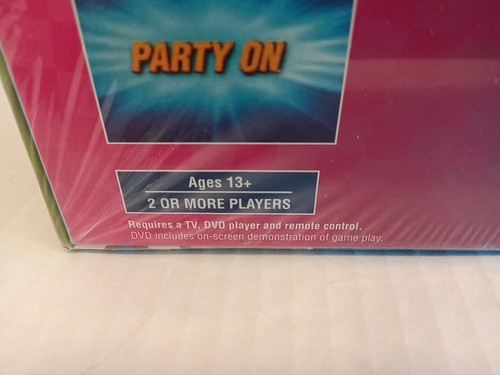 PARTY ON
Ages 13+
2 OR MORE PLAYERS
Requires a TV, DVD player and remote control.
DVD includes on-screen demonstration of game play.